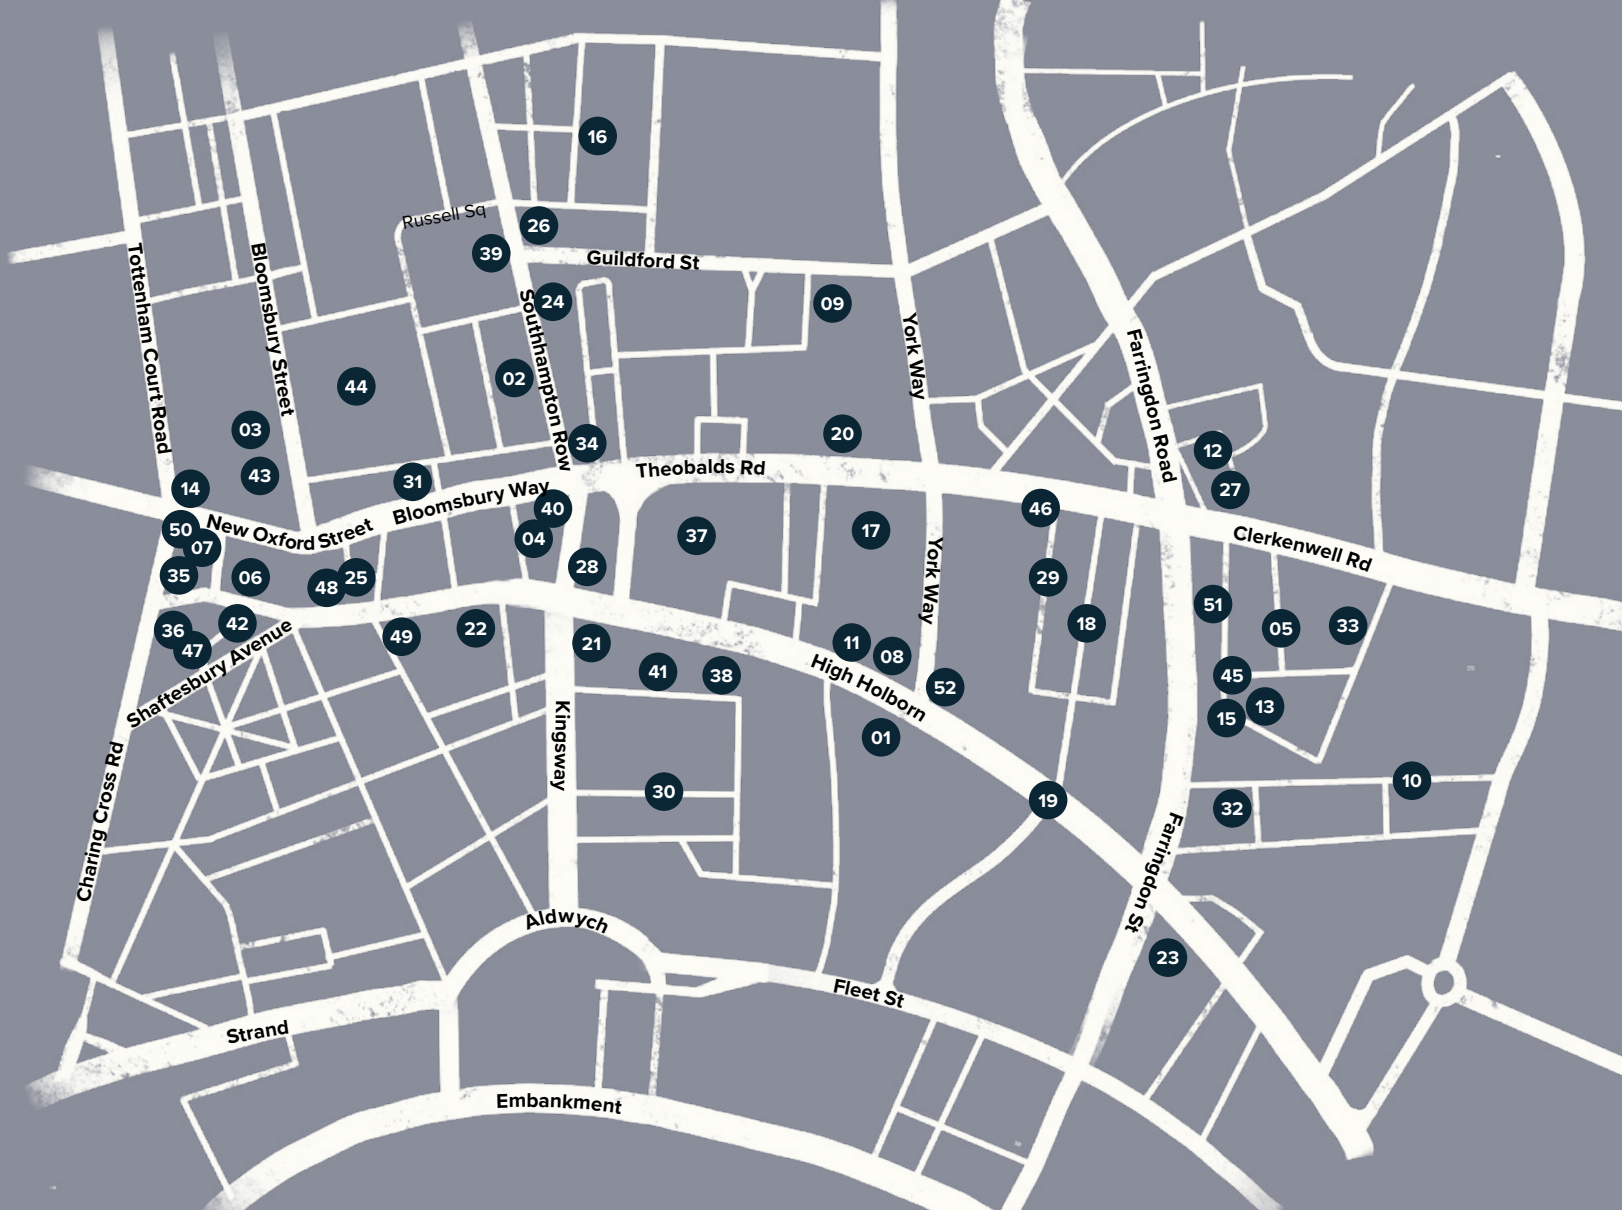 16
Russell Sq
26
39
Guildford St
Tottenham Court Road
Bloomsbury Street
24
Southhampton Row
09
York Way
Farringdon Road
02
44
03
20
34
12
43
31
Theobalds Rd
14
27
Bloomsbury Way
40
46
50
New Oxford Street
07
04
37
17
Clerkenwell Rd
35
06
48
25
28
York Way
29
51
36
42
47
Shaftesbury Avenue
49
22
21
11
08
18
05
33
41
38
High Holborn
52
45
15
13
Kingsway
01
Charing Cross Rd
30
19
32
10
Farringdon St
Aldwych
23
Fleet St
Strand
Embankment